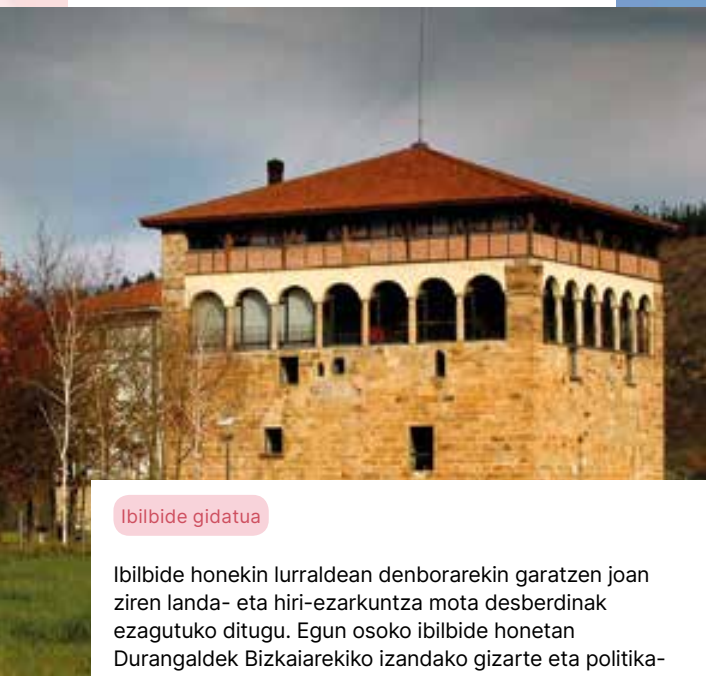 Ibilbide gidatua
Ibilbide honekin lurraldean denborarekin garatzen joan
ziren landa- eta hiri-ezarkuntza mota desberdinak
ezagutuko ditugu. Egun osoko ibilbide honetan
Durangaldek Bizkaiarekiko izandako gizarte eta politika-